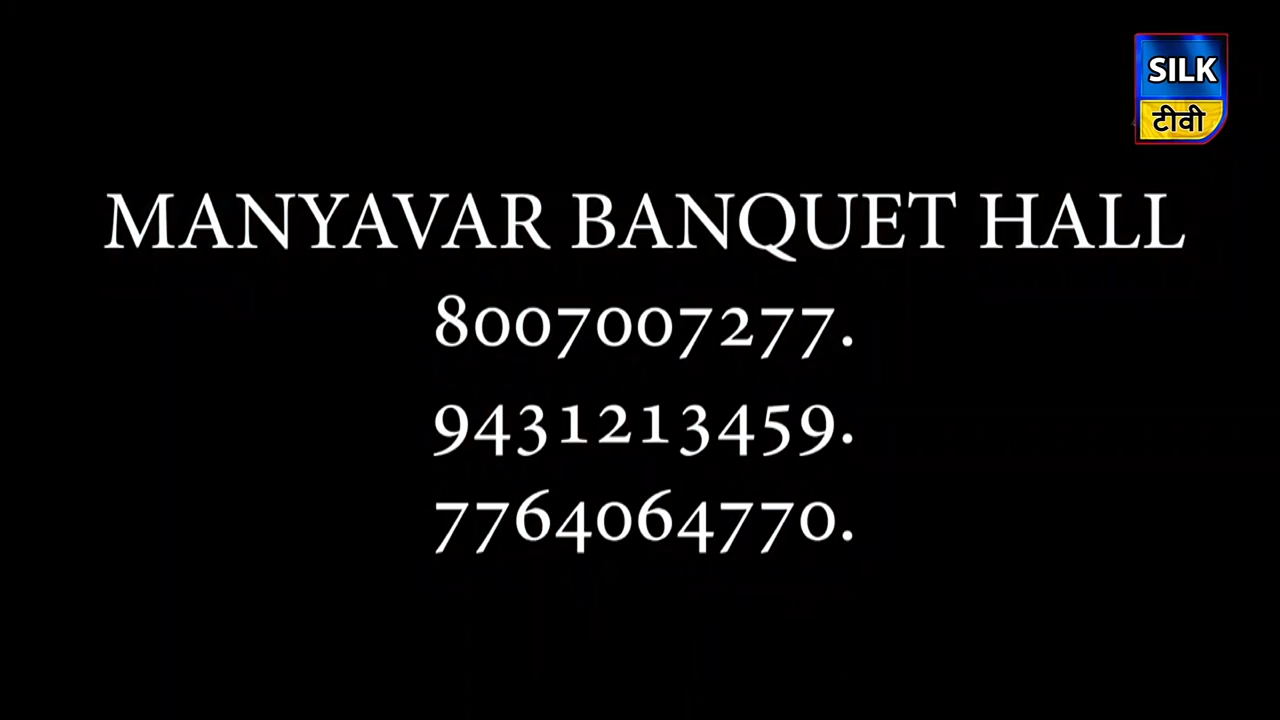 SILK
टीवी
MANYAVAR BANQUET HALL
8007007277.
9431213459.
7764064770.